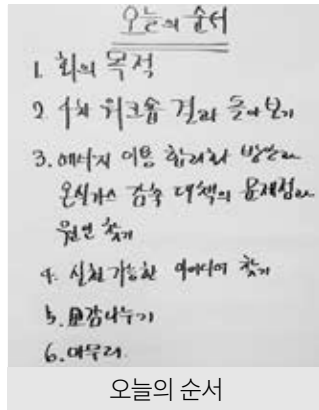 오늘의 순서
1. 회의 목적
2. 4차 워크숍 결과 돌아보기
3. 에너지 이용 합리화 방안과
온실가스 감축 대책의 문제점과
원인 찾기
4. 실천 가능한 아이디어 찾기
5. 소감나누기
6. 마무리
오늘의 순서